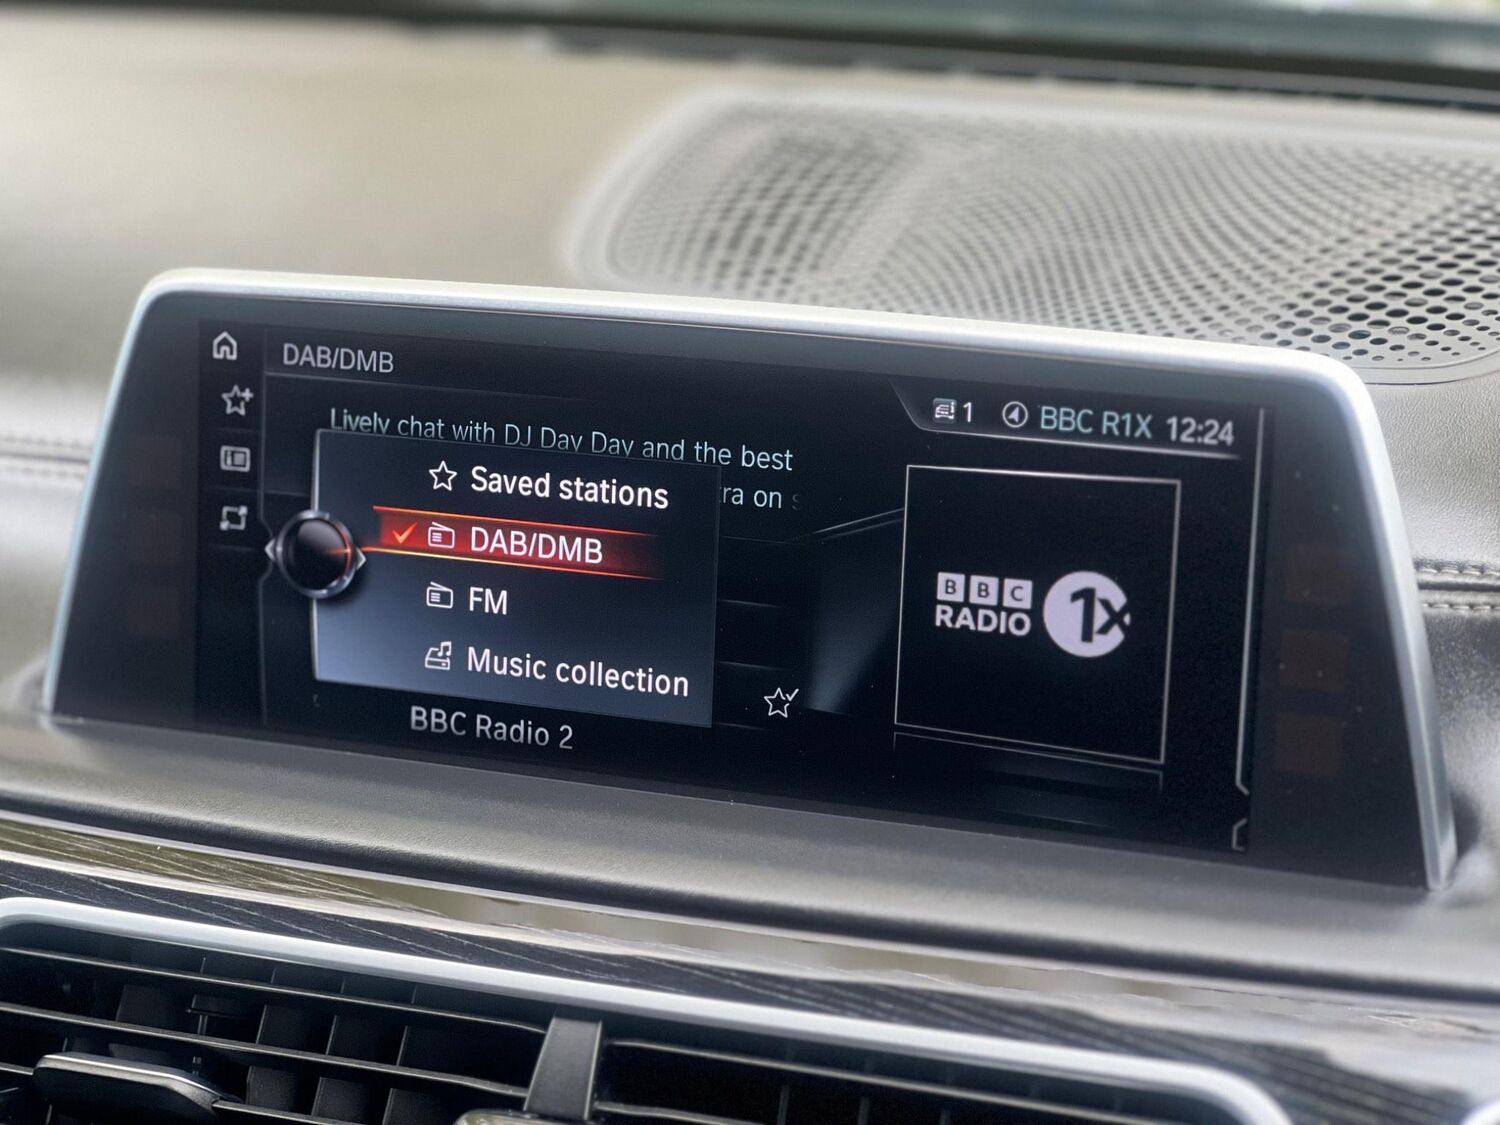 DAB/DMB
1 BBC R1X 12:24
Lively chat with DJ Day Day and the best
on
Saved stations
DAB/DMB
FM
Music collection
BBC Radio 2
BBC
RADIO 1X